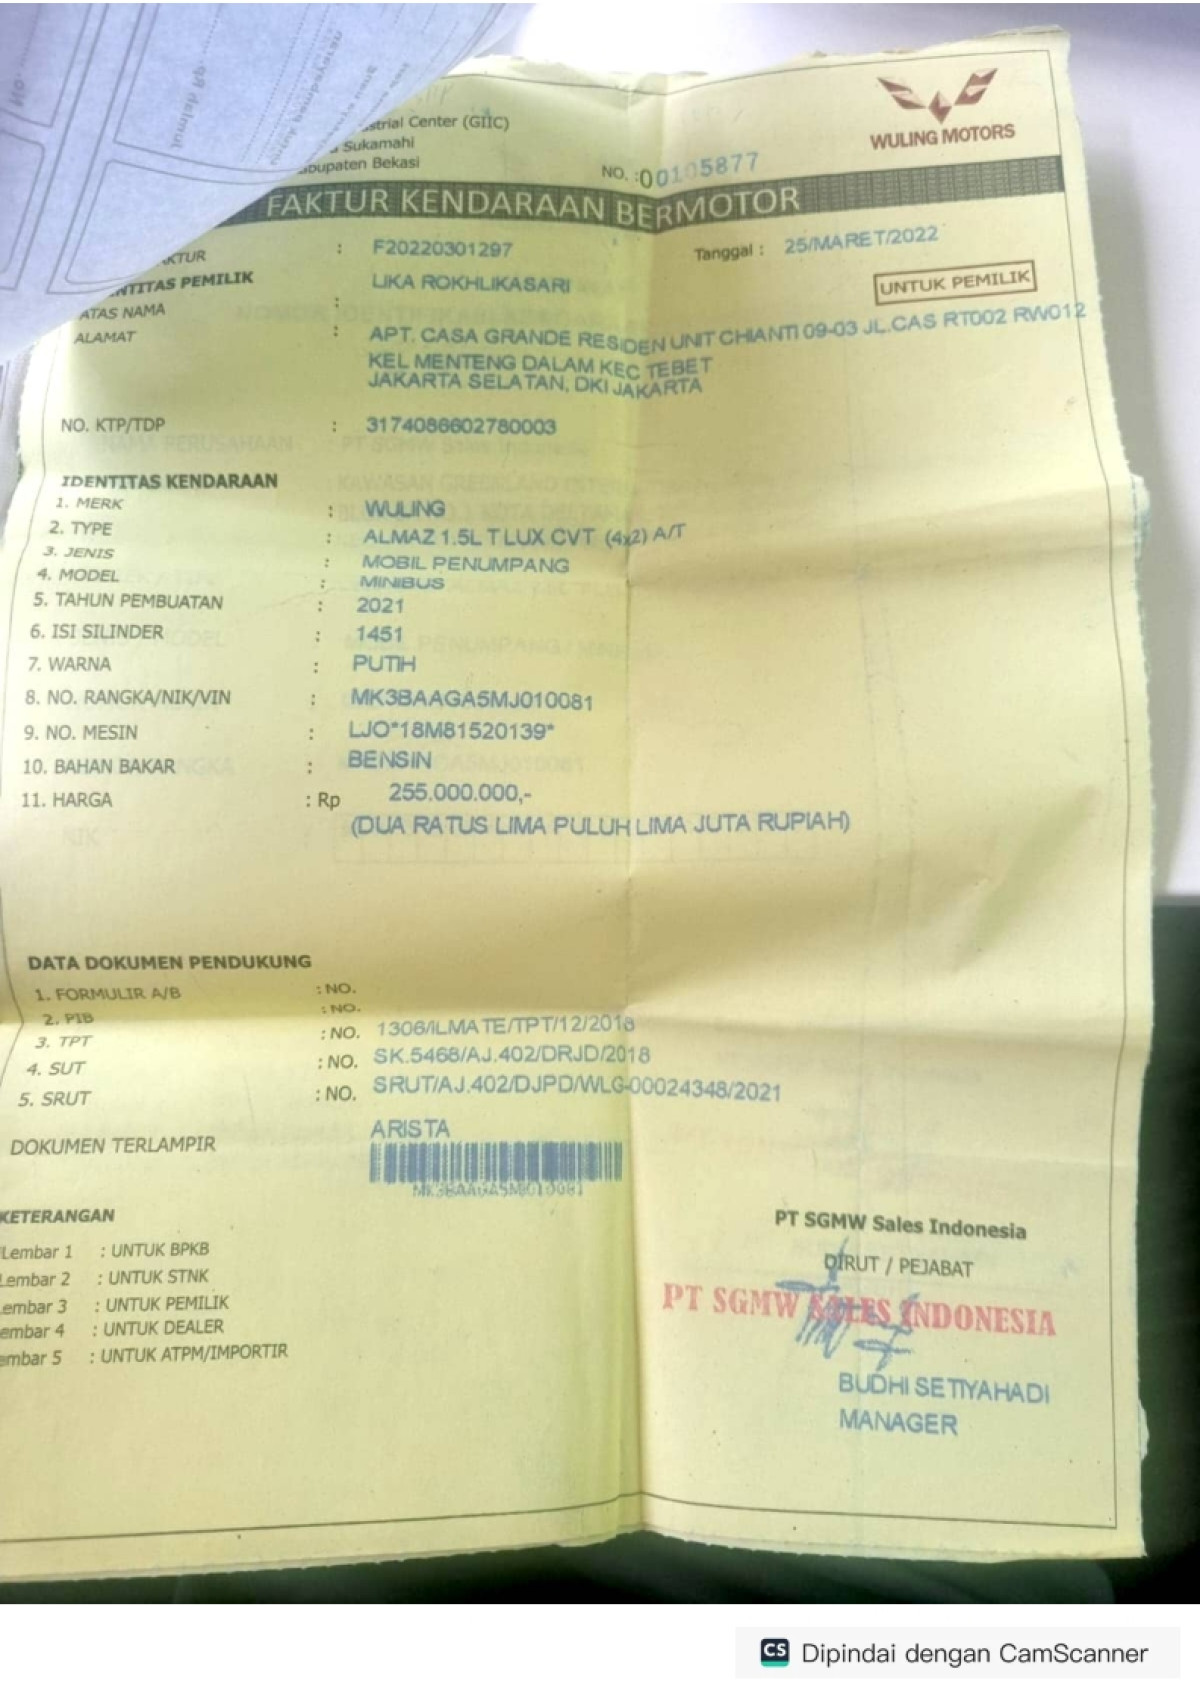 ustrial Center (GIIC)
Sukamahi
bupaten Bekasi
WULING MOTORS
NO. :00105877
FAKTUR KENDARAAN BERMOTOR
KTUR : F20220301297 Tanggal : 25/MARET/2022
NTITAS PEMILIK LIKA ROKHLIKASARI UNTUK PEMILIK
ATAS NAMA :
ALAMAT : APT. CASA GRANDE RESIDEN UNIT CHIANTI 09-03 JL.CAS RT002 RW012
KEL MENTENG DALAM KEC TEBET
JAKARTA SELATAN, DKI JAKARTA
NO. KTP/TDP : 3174086602780003
IDENTITAS KENDARAAN
1. MERK : WULING
2. TYPE : ALMAZ 1.5L T LUX CVT (4x2) A/T
3. JENIS : MOBIL PENUMPANG
4. MODEL : MINIBUS
5. TAHUN PEMBUATAN : 2021
6. ISI SILINDER : 1451
7. WARNA : PUTIH
8. NO. RANGKA/NIK/VIN : MK3BAAGA5MJ010081
9. NO. MESIN : LJO*18M81520139*
10. BAHAN BAKAR : BENSIN
11. HARGA : Rp 255.000.000,-
(DUA RATUS LIMA PULUH LIMA JUTA RUPIAH)
DATA DOKUMEN PENDUKUNG
1. FORMULIR A/B : NO.
2. PIB : NO.
3. TPT : NO. 1306/ILMATE/TPT/12/2018
4. SUT : NO. SK.5468/AJ.402/DRJD/2018
5. SRUT : NO. SRUT/AJ.402/DJPD/WLG-00024348/2021
DOKUMEN TERLAMPIR ARISTA
MK3BAAGA5MJ010081
KETERANGAN
Lembar 1 : UNTUK BPKB
Lembar 2 : UNTUK STNK
embar 3 : UNTUK PEMILIK
embar 4 : UNTUK DEALER
embar 5 : UNTUK ATPM/IMPORTIR
PT SGMW Sales Indonesia
DIRUT / PEJABAT
PT SGMW SALES INDONESIA
BUDHI SETIYAHADI
MANAGER
CS Dipindai dengan CamScanner